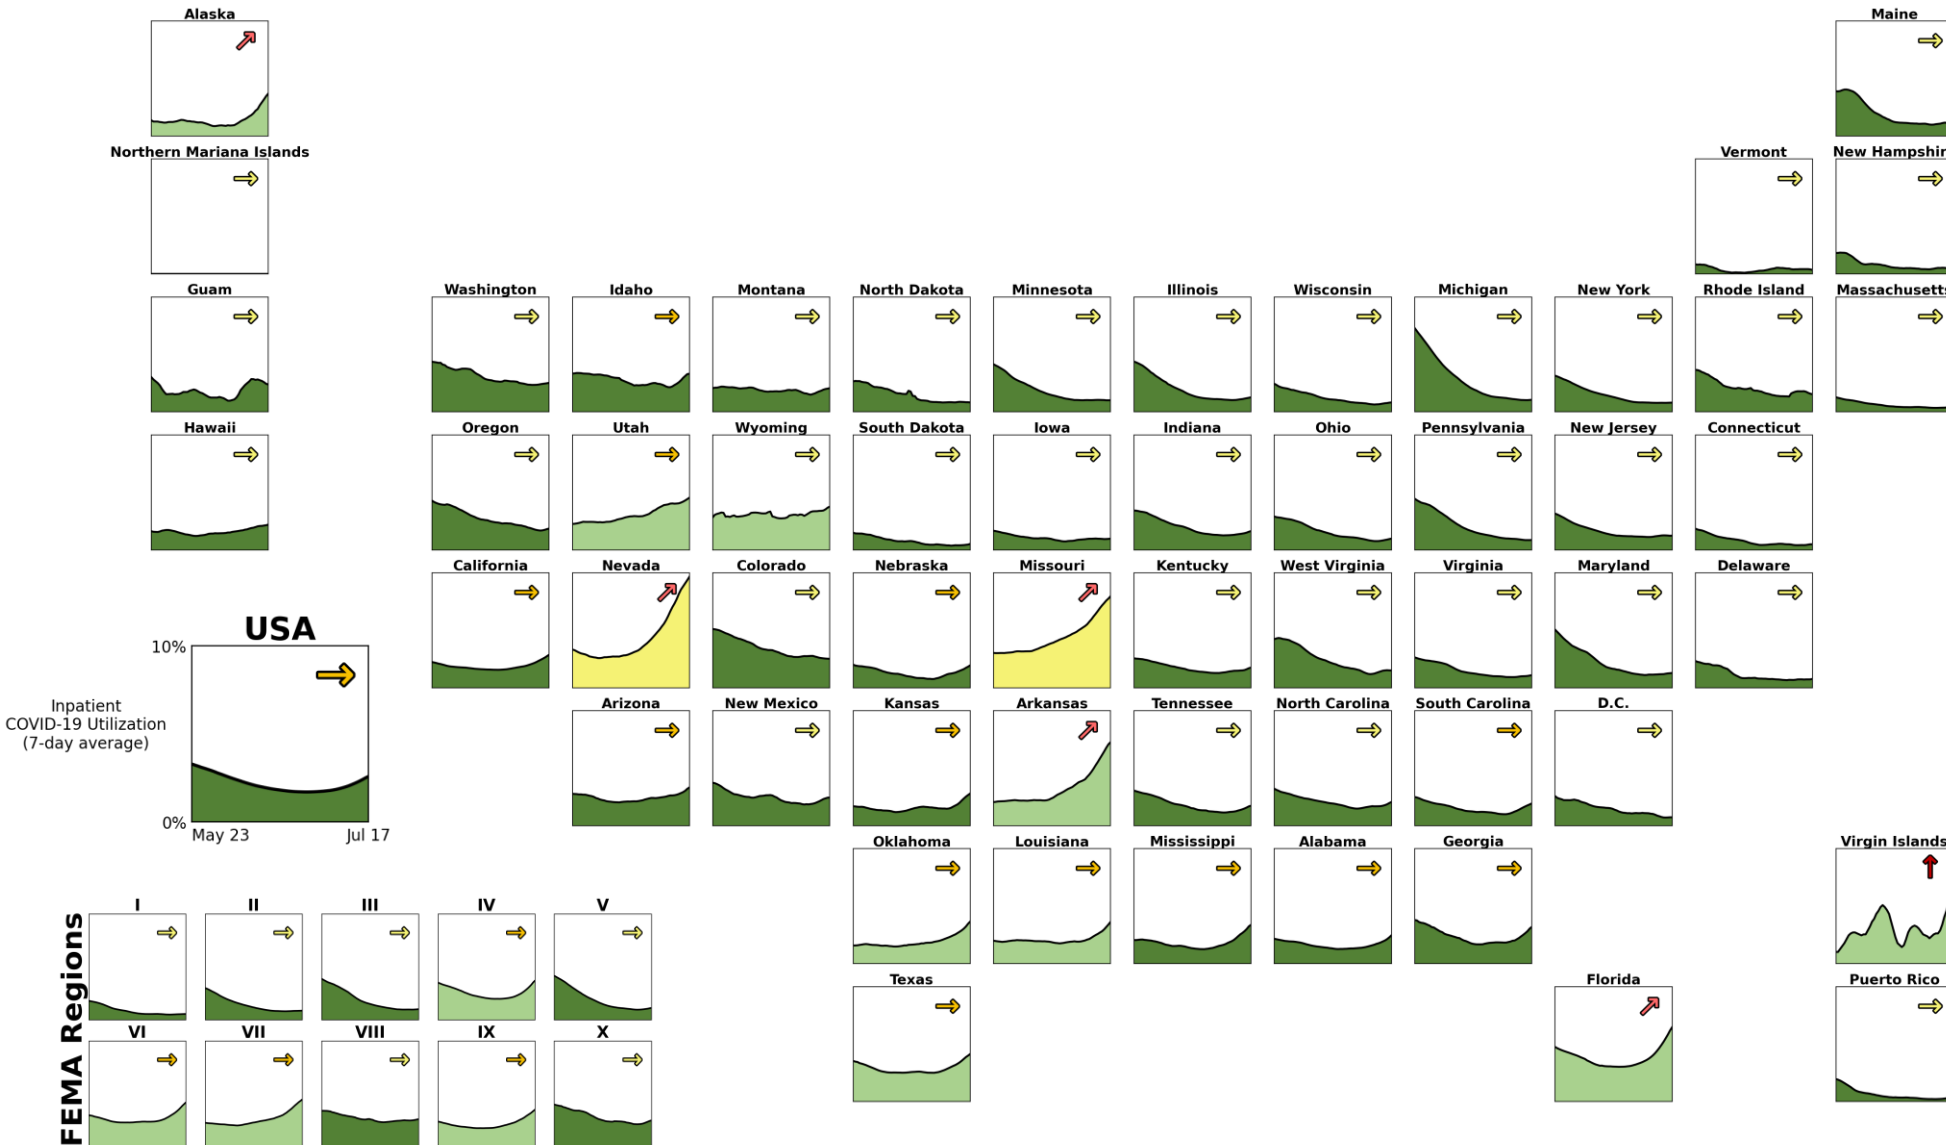 Alaska
Maine
Northern Mariana Islands
Vermont
New Hampshir
Guam
Washington
Idaho
Montana
North Dakota
Minnesota
Illinois
Wisconsin
Michigan
New York
Rhode Island
Massachusetts
Hawaii
Oregon
Utah
Wyoming
South Dakota
Iowa
Indiana
Ohio
Pennsylvania
New Jersey
Connecticut
California
Nevada
Colorado
Nebraska
Missouri
Kentucky
West Virginia
Virginia
Maryland
Delaware
USA
10%
Inpatient
COVID-19 Utilization
(7-day average)
0%
May 23
Jul 17
Arizona
New Mexico
Kansas
Arkansas
Tennessee
North Carolina
South Carolina
D.C.
Oklahoma
Louisiana
Mississippi
Alabama
Georgia
Virgin Islands
Texas
Florida
Puerto Rico
FEMA Regions
I
II
III
IV
V
VI
VII
VIII
IX
X